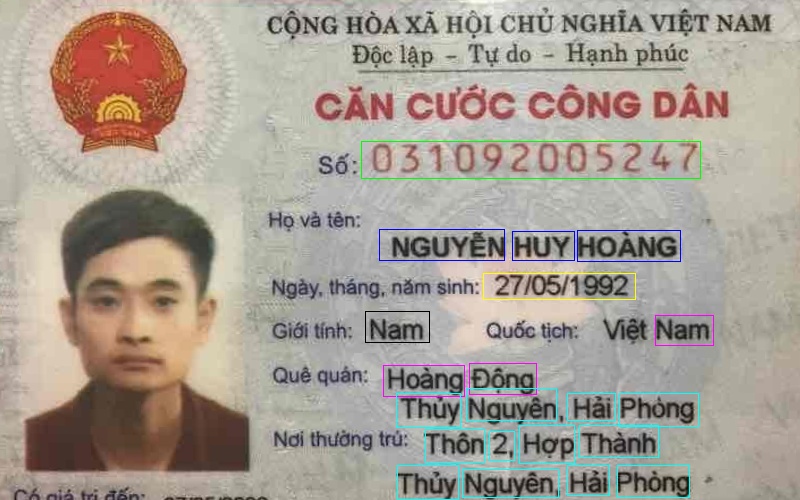 CỘNG HÒA XÃ HỘI CHỦ NGHĨA VIỆT NAM
Độc lập - Tự do - Hạnh phúc
CĂN CƯỚC CÔNG DÂN
Số: 031092005247
Họ và tên:
NGUYỄN HUY HOÀNG
Ngày, tháng, năm sinh: 27/05/1992
Giới tính: Nam Quốc tịch: Việt Nam
Quê quán: Hoàng Động
Thủy Nguyên, Hải Phòng
Nơi thường trú: Thôn 2, Hợp Thành
Thủy Nguyên, Hải Phòng
Có giá trị đến: